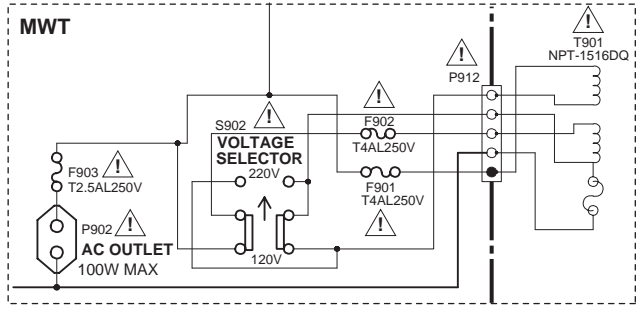 MWT
T901
NPT-1516DQ
P912
S902
VOLTAGE
SELECTOR
220V
120V
F902
T4AL250V
F901
T4AL250V
F903
T2.5AL250V
P902
AC OUTLET
100W MAX
!
!
!
!
!
!
!